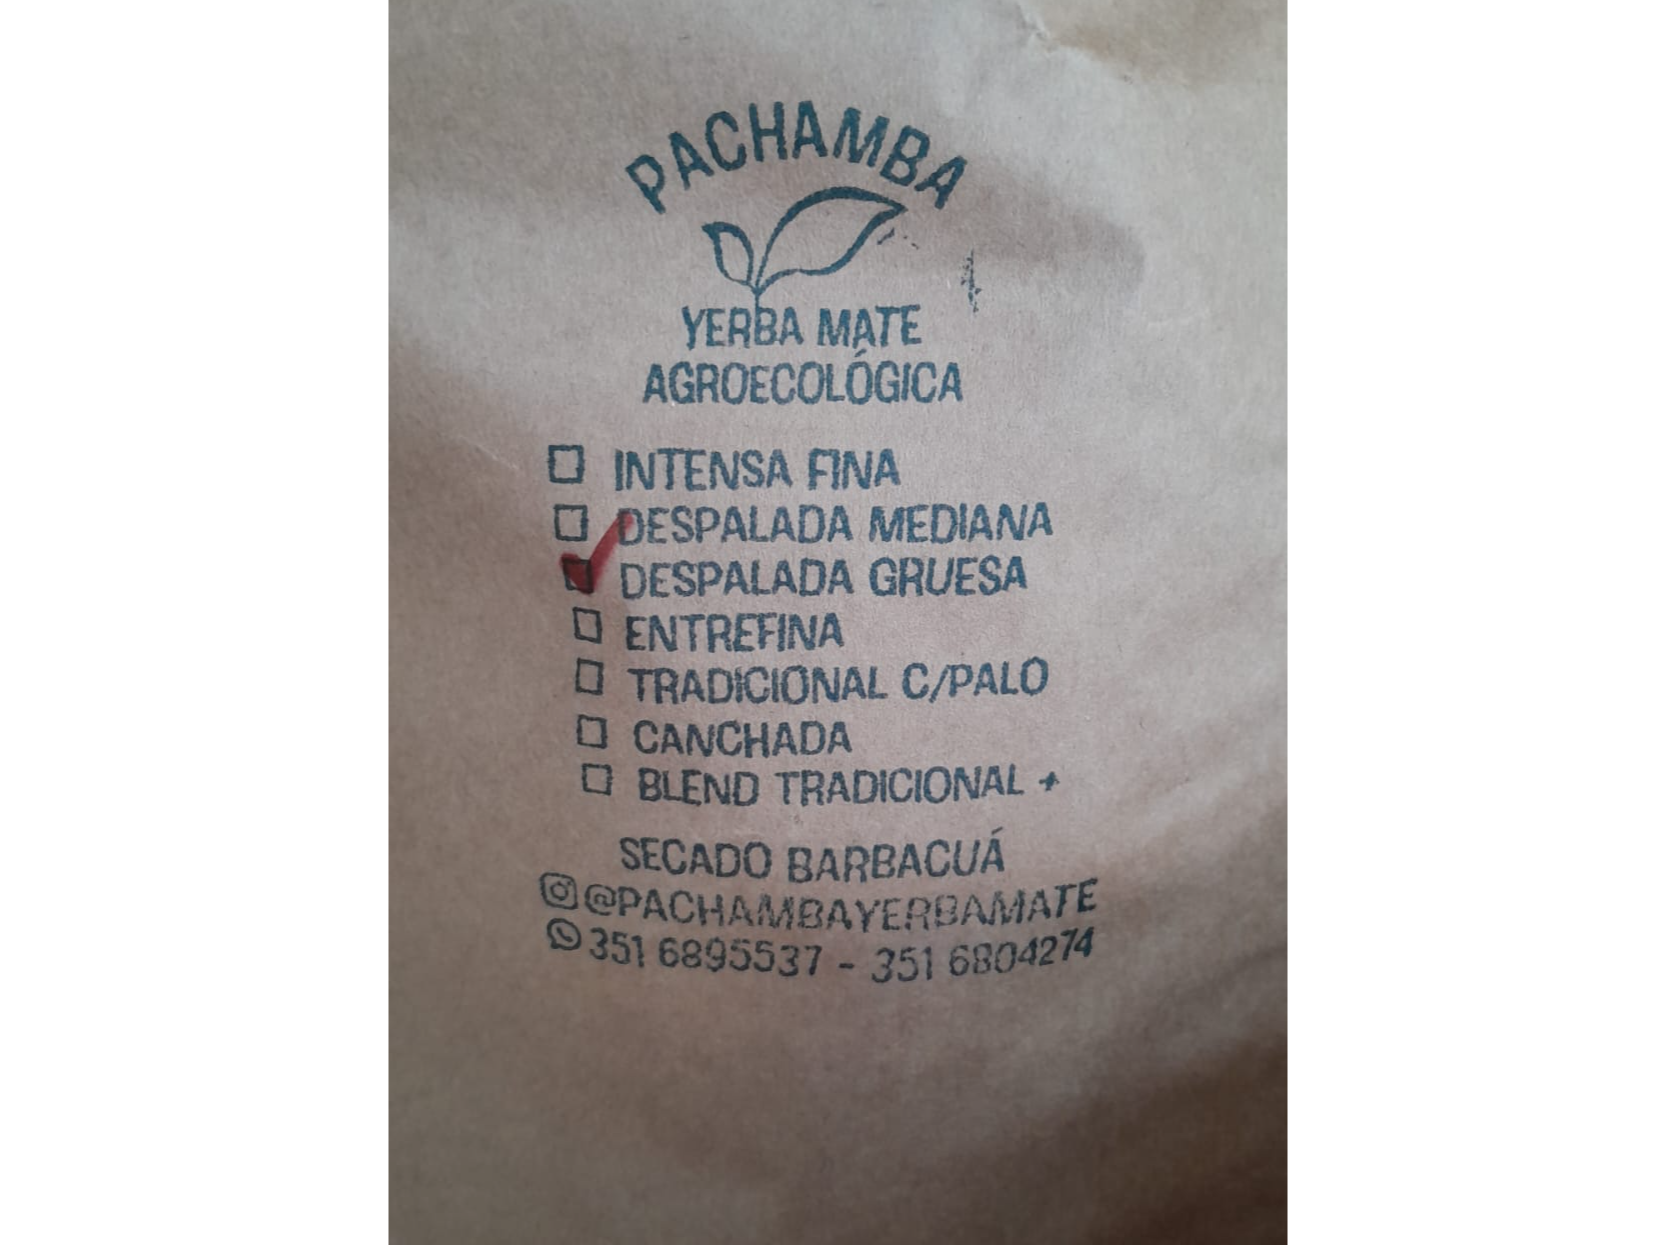 PACHAMBA
YERBA MATE
AGROECOLÓGICA
INTENSA FINA
DESPALADA MEDIANA
DESPALADA GRUESA
ENTREFINA
TRADICIONAL C/PALO
CANCHADA
BLEND TRADICIONAL +
SECADO BARBACUÁ
@PACHAMBAYERBAMATE
351 6895537 - 351 6804274